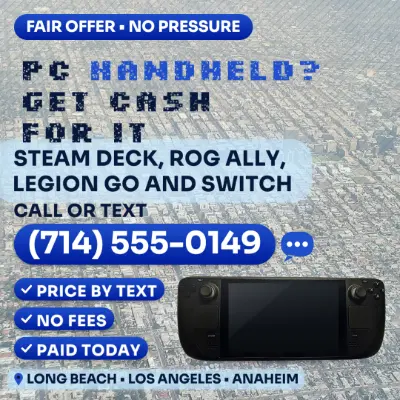 FAIR OFFER • NO PRESSURE
PC HANDHELD?
GET CASH
FOR IT
STEAM DECK, ROG ALLY,
LEGION GO AND SWITCH
CALL OR TEXT
(714) 555-0149
PRICE BY TEXT
NO FEES
PAID TODAY
LONG BEACH • LOS ANGELES • ANAHEIM